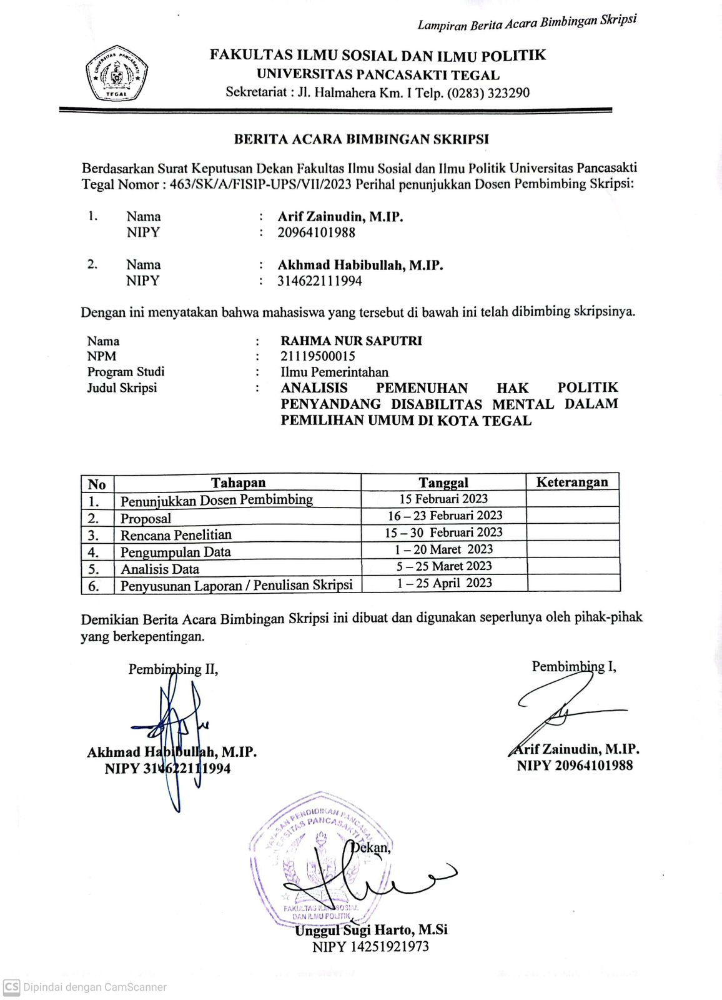 Lampiran Berita Acara Bimbingan Skripsi
UNIVERSITAS PANCASAKTI
TEGAL
FAKULTAS ILMU SOSIAL DAN ILMU POLITIK
UNIVERSITAS PANCASAKTI TEGAL
Sekretariat : Jl. Halmahera Km. I Telp. (0283) 323290
BERITA ACARA BIMBINGAN SKRIPSI
Berdasarkan Surat Keputusan Dekan Fakultas Ilmu Sosial dan Ilmu Politik Universitas Pancasakti
Tegal Nomor : 463/SK/A/FISIP-UPS/VII/2023 Perihal penunjukkan Dosen Pembimbing Skripsi:
1. Nama : Arif Zainudin, M.IP.
NIPY : 20964101988
2. Nama : Akhmad Habibullah, M.IP.
NIPY : 314622111994
Dengan ini menyatakan bahwa mahasiswa yang tersebut di bawah ini telah dibimbing skripsinya.
Nama : RAHMA NUR SAPUTRI
NPM : 21119500015
Program Studi : Ilmu Pemerintahan
Judul Skripsi : ANALISIS PEMENUHAN HAK POLITIK
PENYANDANG DISABILITAS MENTAL DALAM
PEMILIHAN UMUM DI KOTA TEGAL
No Tahapan Tanggal Keterangan
1. Penunjukkan Dosen Pembimbing 15 Februari 2023
2. Proposal 16 – 23 Februari 2023
3. Rencana Penelitian 15 – 30 Februari 2023
4. Pengumpulan Data 1 – 20 Maret 2023
5. Analisis Data 5 – 25 Maret 2023
6. Penyusunan Laporan / Penulisan Skripsi 1 – 25 April 2023
Demikian Berita Acara Bimbingan Skripsi ini dibuat dan digunakan seperlunya oleh pihak-pihak
yang berkepentingan.
Pembimbing II, Pembimbing I,
Akhmad Habibullah, M.IP. Arif Zainudin, M.IP.
NIPY 314622111994 NIPY 20964101988
YAYASAN PENDIDIKAN PANCASAKTI
UNIVERSITAS PANCASAKTI TEGAL
Dekan,
FAKULTAS ILMU SOSIAL
DAN ILMU POLITIK
Unggul Sugi Harto, M.Si
NIPY 14251921973
CS Dipindai dengan CamScanner